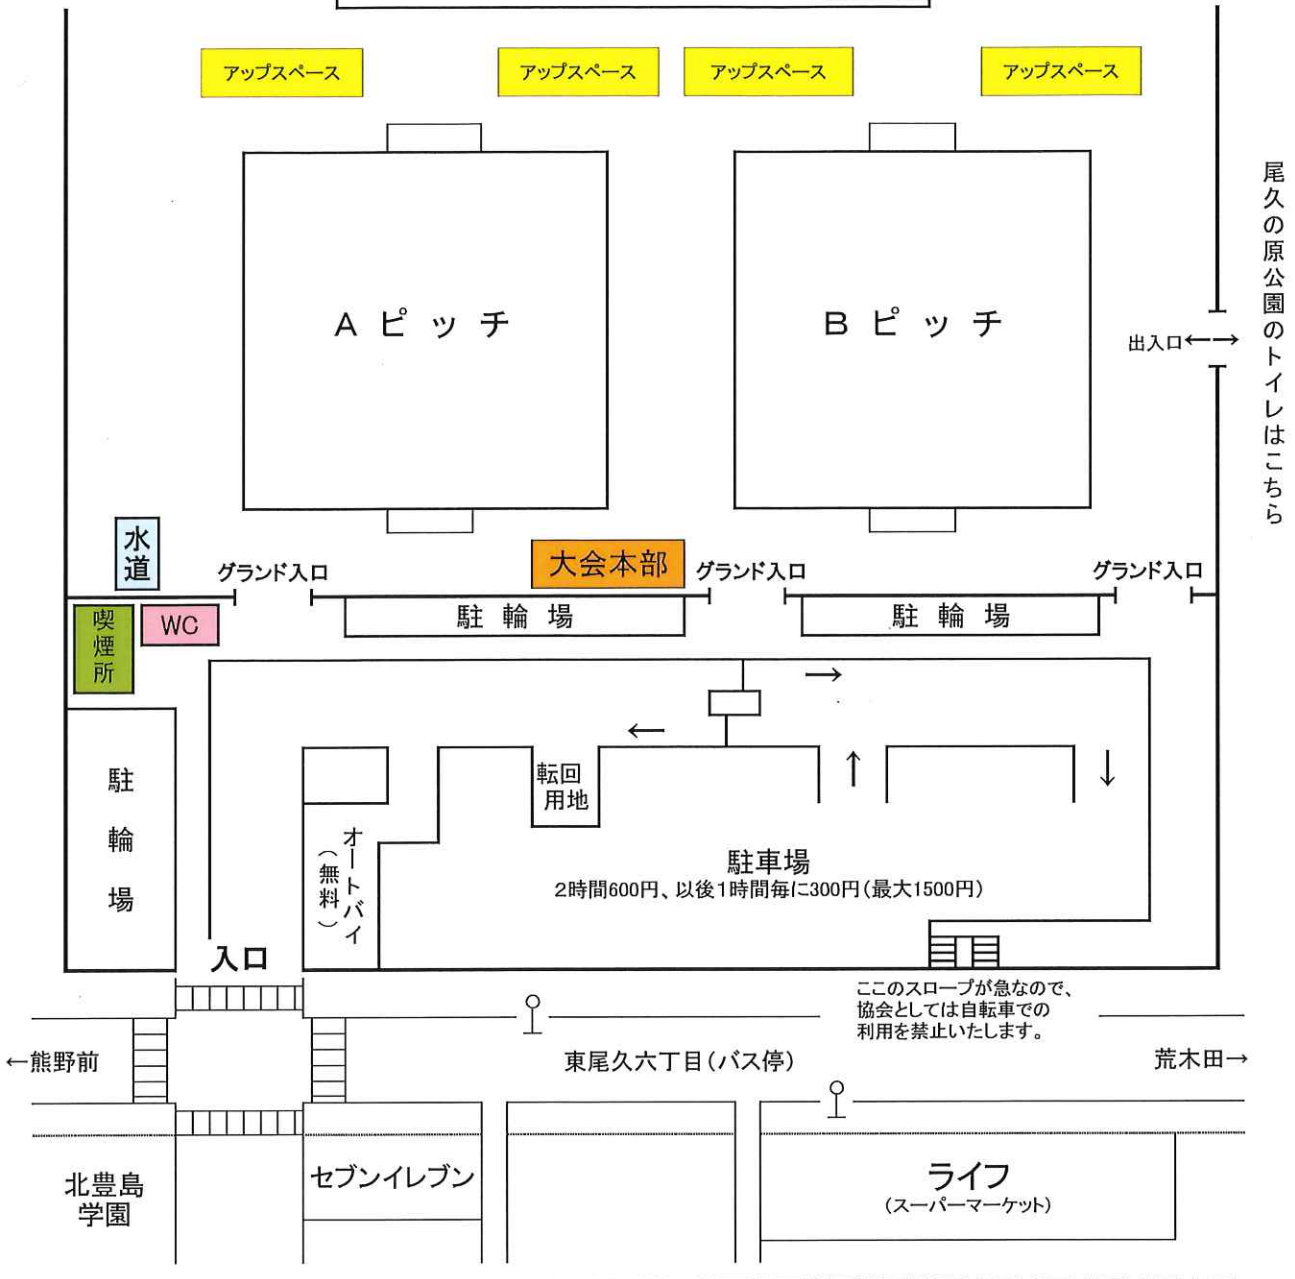 アップスペース
アップスペース
アップスペース
アップスペース
Aピッチ
Bピッチ
出入口←→
尾久の原公園のトイレはこちら
水道
グランド入口
大会本部
グランド入口
グランド入口
喫煙所
WC
駐輪場
駐輪場
→
←
転回
用地
↑
↓
駐輪場
オートバイ
（無料）
駐車場
2時間600円、以後1時間毎に300円（最大1500円）
入口
ここのスロープが急なので、
協会としては自転車での
利用を禁止いたします。
←熊野前
東尾久六丁目（バス停）
荒木田→
北豊島
学園
セブンイレブン
ライフ
（スーパーマーケット）